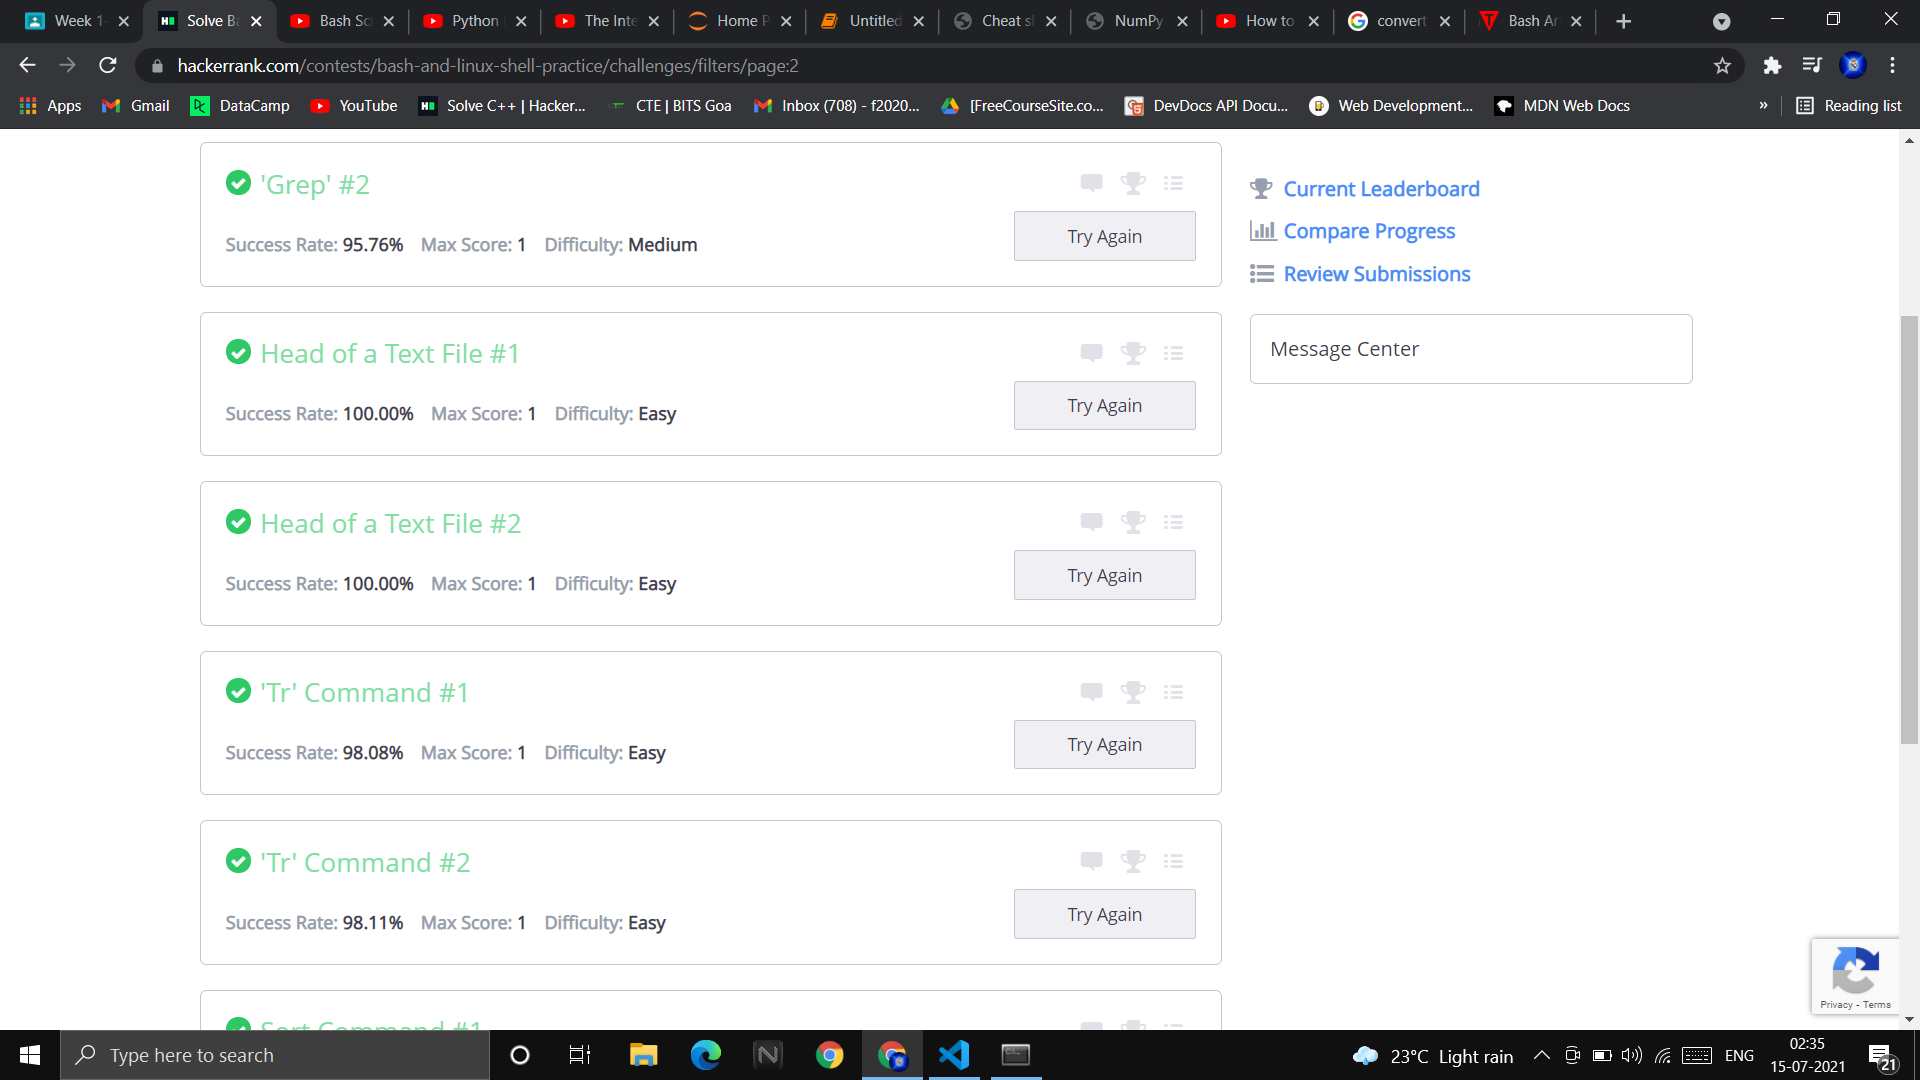 Week 1-
Solve Ba
Bash Sc
Python
The Inte
Home P
Untitled
Cheat s
NumPy
How to
convert
Bash Ar
hackerrank.com/contests/bash-and-linux-shell-practice/challenges/filters/page:2
Apps
Gmail
DataCamp
YouTube
Solve C++ | Hacker...
CTE | BITS Goa
Inbox (708) - f2020...
[FreeCourseSite.co...
DevDocs API Docu...
Web Development...
MDN Web Docs
»
Reading list
'Grep' #2
Success Rate: 95.76% Max Score: 1 Difficulty: Medium
Try Again
Head of a Text File #1
Success Rate: 100.00% Max Score: 1 Difficulty: Easy
Try Again
Head of a Text File #2
Success Rate: 100.00% Max Score: 1 Difficulty: Easy
Try Again
'Tr' Command #1
Success Rate: 98.08% Max Score: 1 Difficulty: Easy
Try Again
'Tr' Command #2
Success Rate: 98.11% Max Score: 1 Difficulty: Easy
Try Again
Sort Command #1
Current Leaderboard
Compare Progress
Review Submissions
Message Center
Privacy - Terms
Type here to search
23°C Light rain
ENG
02:35
15-07-2021
21